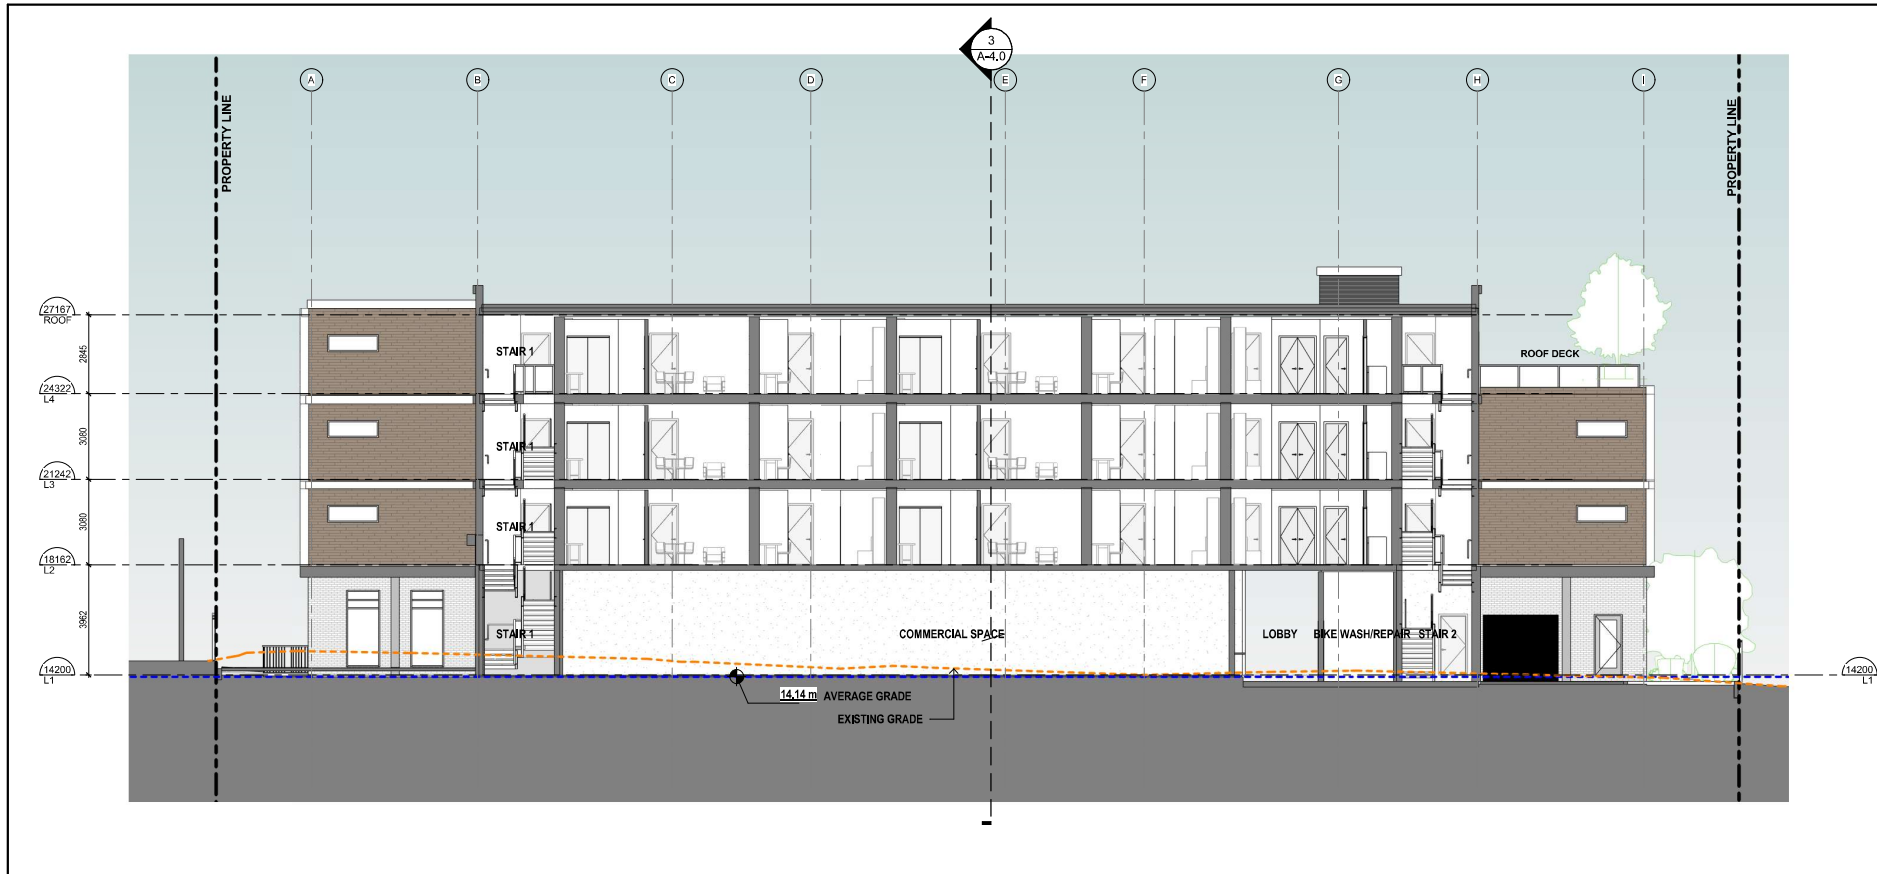 3
A-4.0
A
B
C
D
E
F
G
H
I
PROPERTY LINE
PROPERTY LINE
27167
ROOF
2845
24322
L4
3080
21242
L3
3080
18162
L2
3962
14200
L1
14200
L1
STAIR 1
ROOF DECK
STAIR 1
STAIR 1
STAIR 1
COMMERCIAL SPACE
LOBBY
BIKE WASH/REPAIR
STAIR 2
14.14 m AVERAGE GRADE
EXISTING GRADE